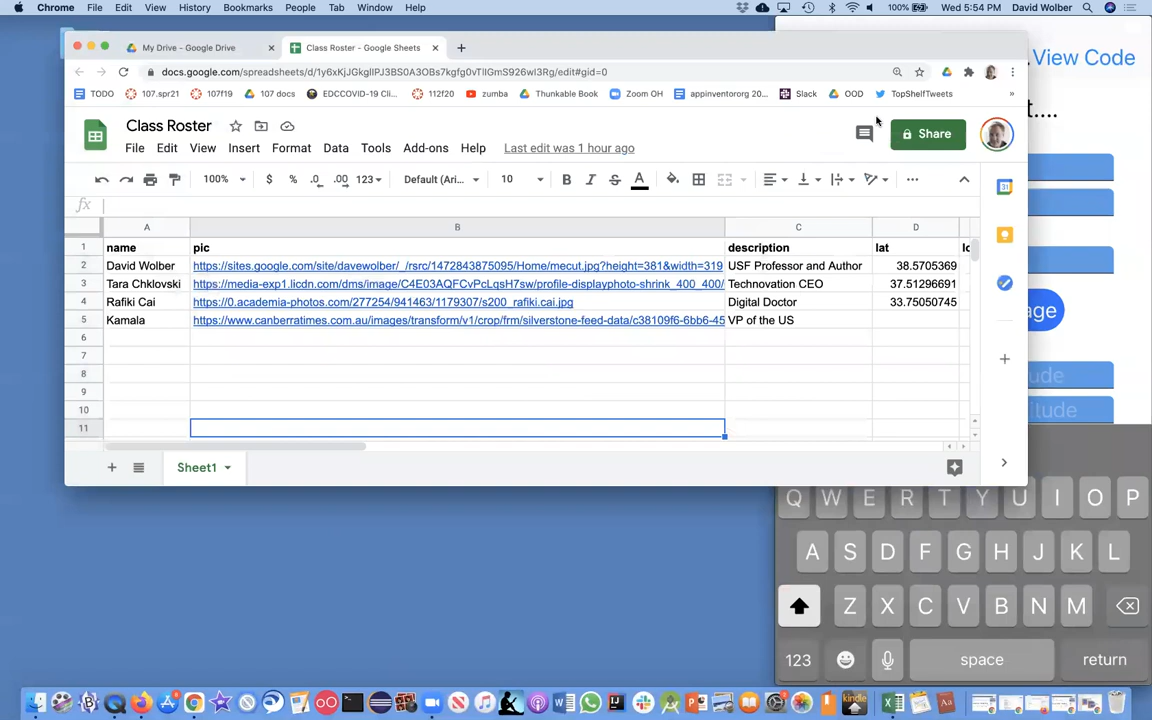 Chrome File Edit View History Bookmarks People Tab Window Help 100% Wed 5:54 PM David Wolber
My Drive - Google Drive Class Roster - Google Sheets
View Code
docs.google.com/spreadsheets/d/1y6xKjJGkgllPJ3BS0A3OBs7kgfg0vTlIGmS926wl3Rg/edit#gid=0
TODO 107.spr21 107f19 107 docs EDCCOVID-19 Cli... 112f20 zumba Thunkable Book Zoom OH appinventororg 20... Slack OOD TopShelfTweets »
t....
Class Roster
Share
File Edit View Insert Format Data Tools Add-ons Help Last edit was 1 hour ago
100% $ % .0 .00 123 Default (Ari... 10 B I S A
fx
A B C D
1 name pic description lat lo
2 David Wolber https://sites.google.com/site/davewolber/_/rsrc/1472843875095/Home/mecut.jpg?height=381&width=319 USF Professor and Author 38.5705369
3 Tara Chklovski https://media-exp1.licdn.com/dms/image/C4E03AQFCvPcLqsH7sw/profile-displayphoto-shrink_400_400/ Technovation CEO 37.51296691
4 Rafiki Cai https://0.academia-photos.com/277254/941463/1179307/s200_rafiki.cai.jpg Digital Doctor 33.75050745
5 Kamala https://www.canberratimes.com.au/images/transform/v1/crop/frm/silverstone-feed-data/c38109f6-6bb6-45 VP of the US
6
7
8
9
10
11
age
ude
itude
Sheet1
Q W E R T Y U I O P
A S D F G H J K L
Z X C V B N M
123 space return